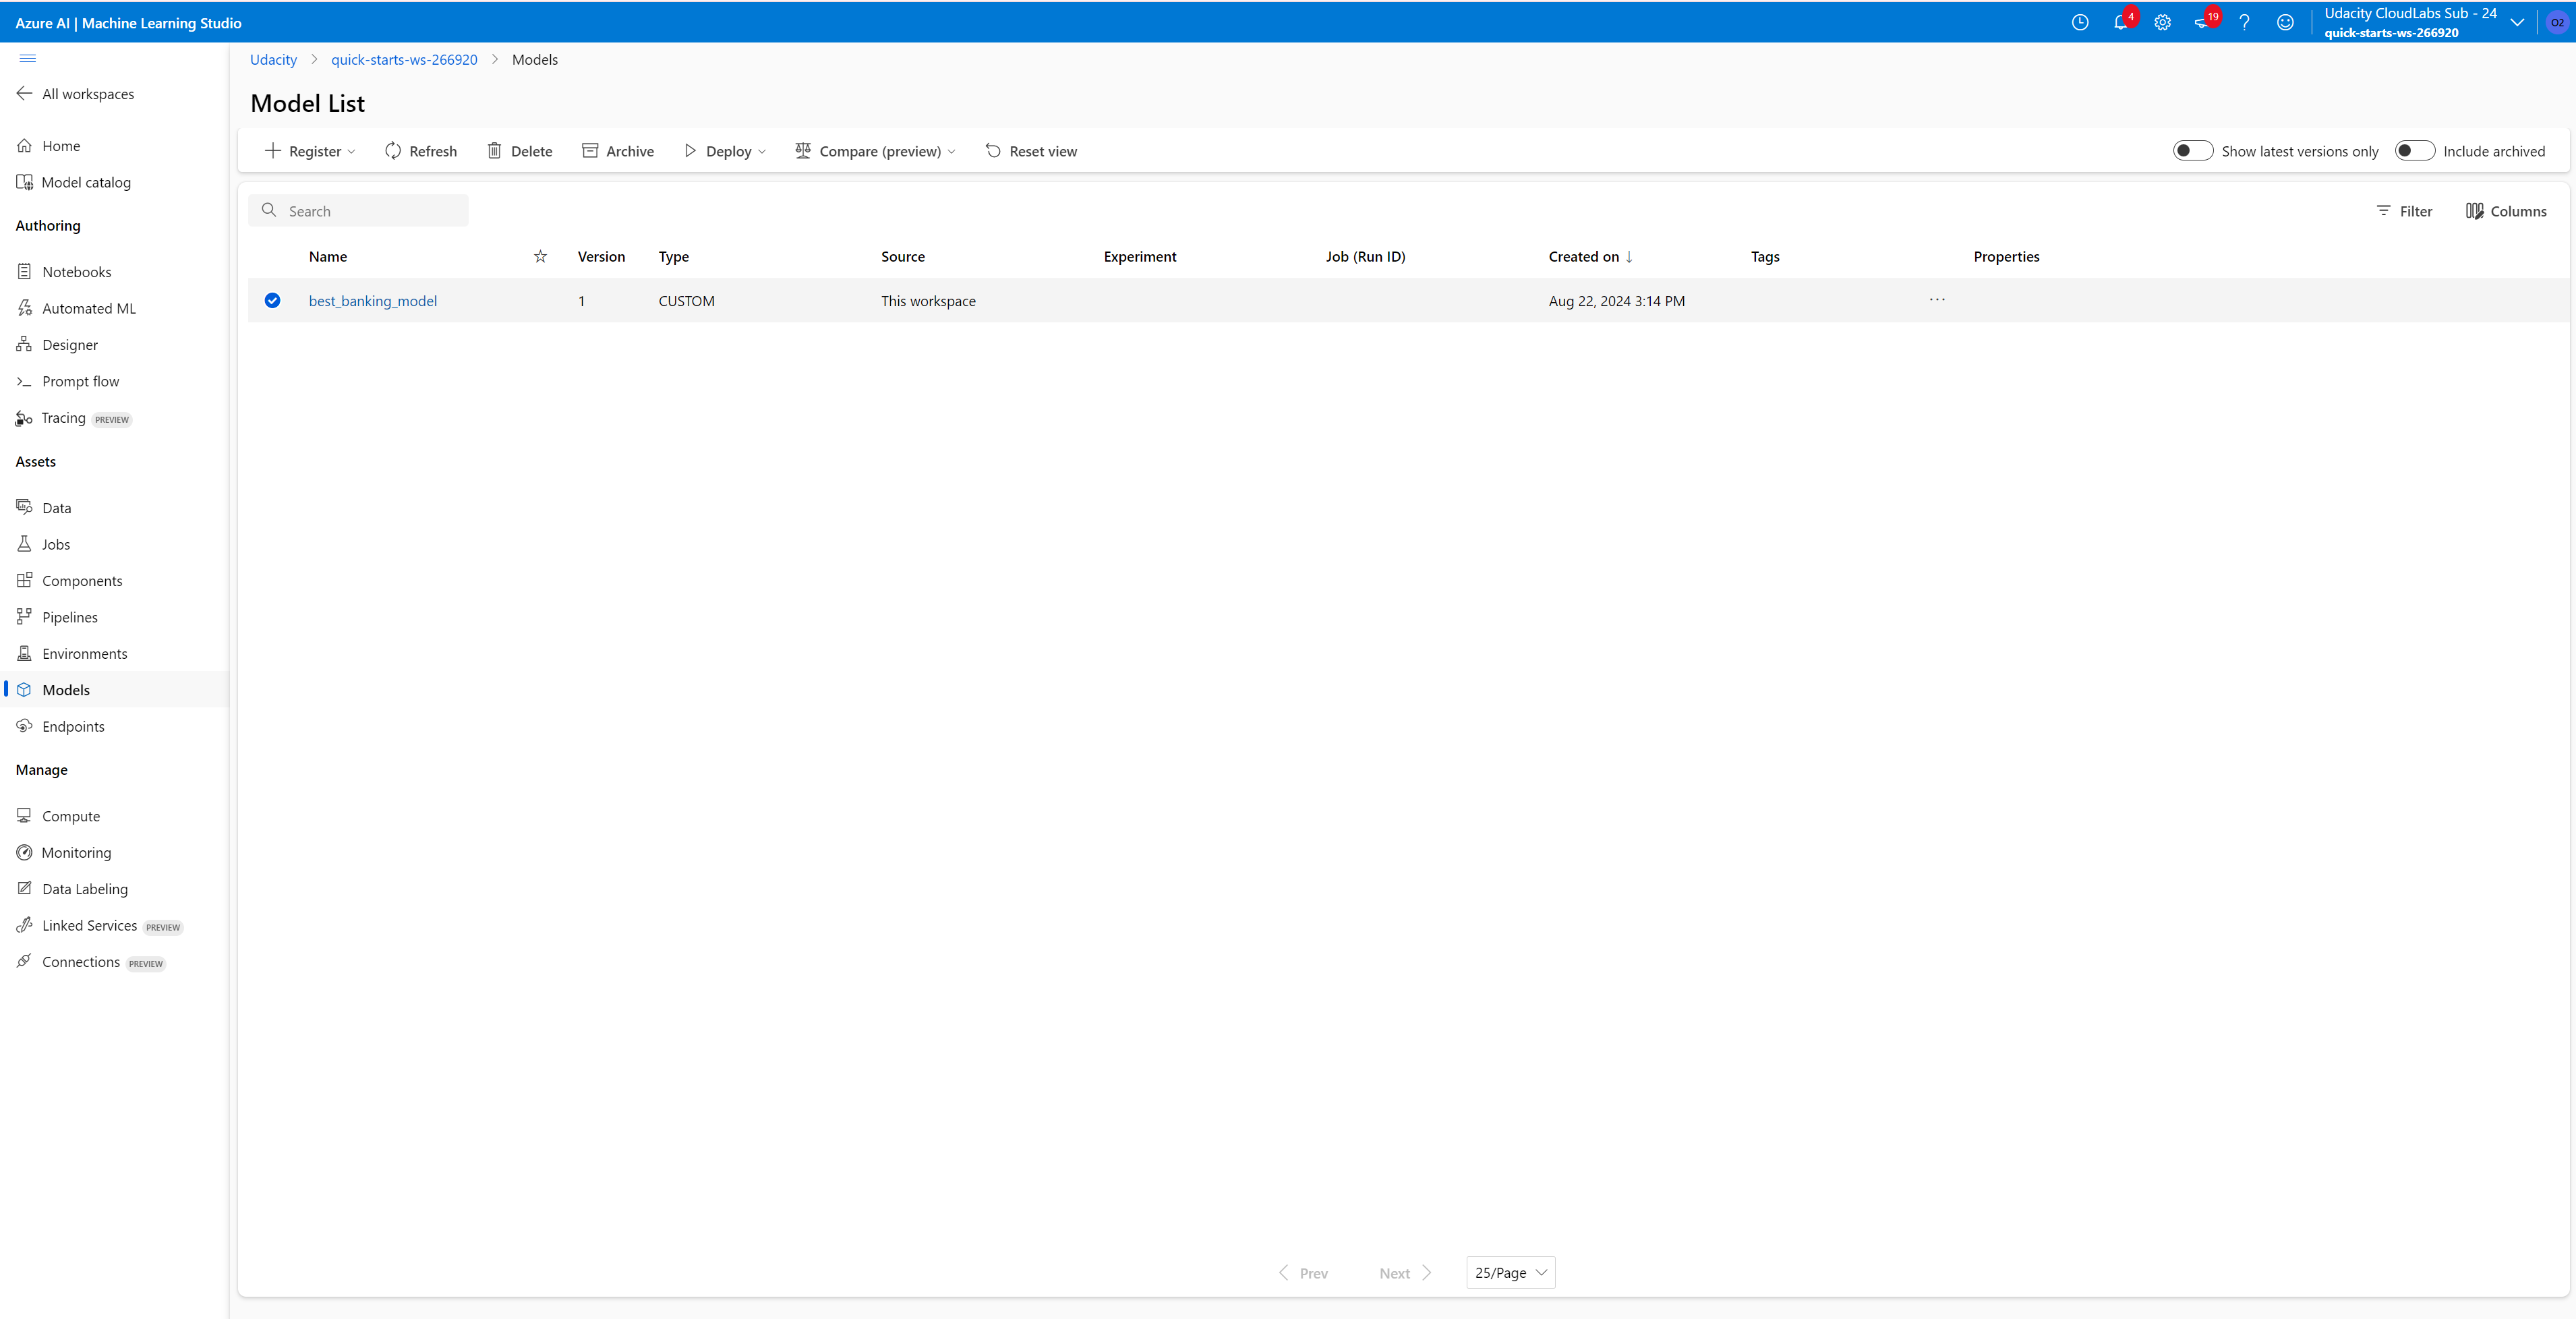 Azure AI | Machine Learning Studio
4
19
Udacity CloudLabs Sub - 24
quick-starts-ws-266920
O2
All workspaces
Home
Model catalog
Authoring
Notebooks
Automated ML
Designer
Prompt flow
Tracing PREVIEW
Assets
Data
Jobs
Components
Pipelines
Environments
Models
Endpoints
Manage
Compute
Monitoring
Data Labeling
Linked Services PREVIEW
Connections PREVIEW
Udacity > quick-starts-ws-266920 > Models
Model List
Register Refresh Delete Archive Deploy Compare (preview) Reset view Show latest versions only Include archived
Search Filter Columns
Name Version Type Source Experiment Job (Run ID) Created on ↓ Tags Properties
best_banking_model 1 CUSTOM This workspace Aug 22, 2024 3:14 PM ...
Prev Next 25/Page